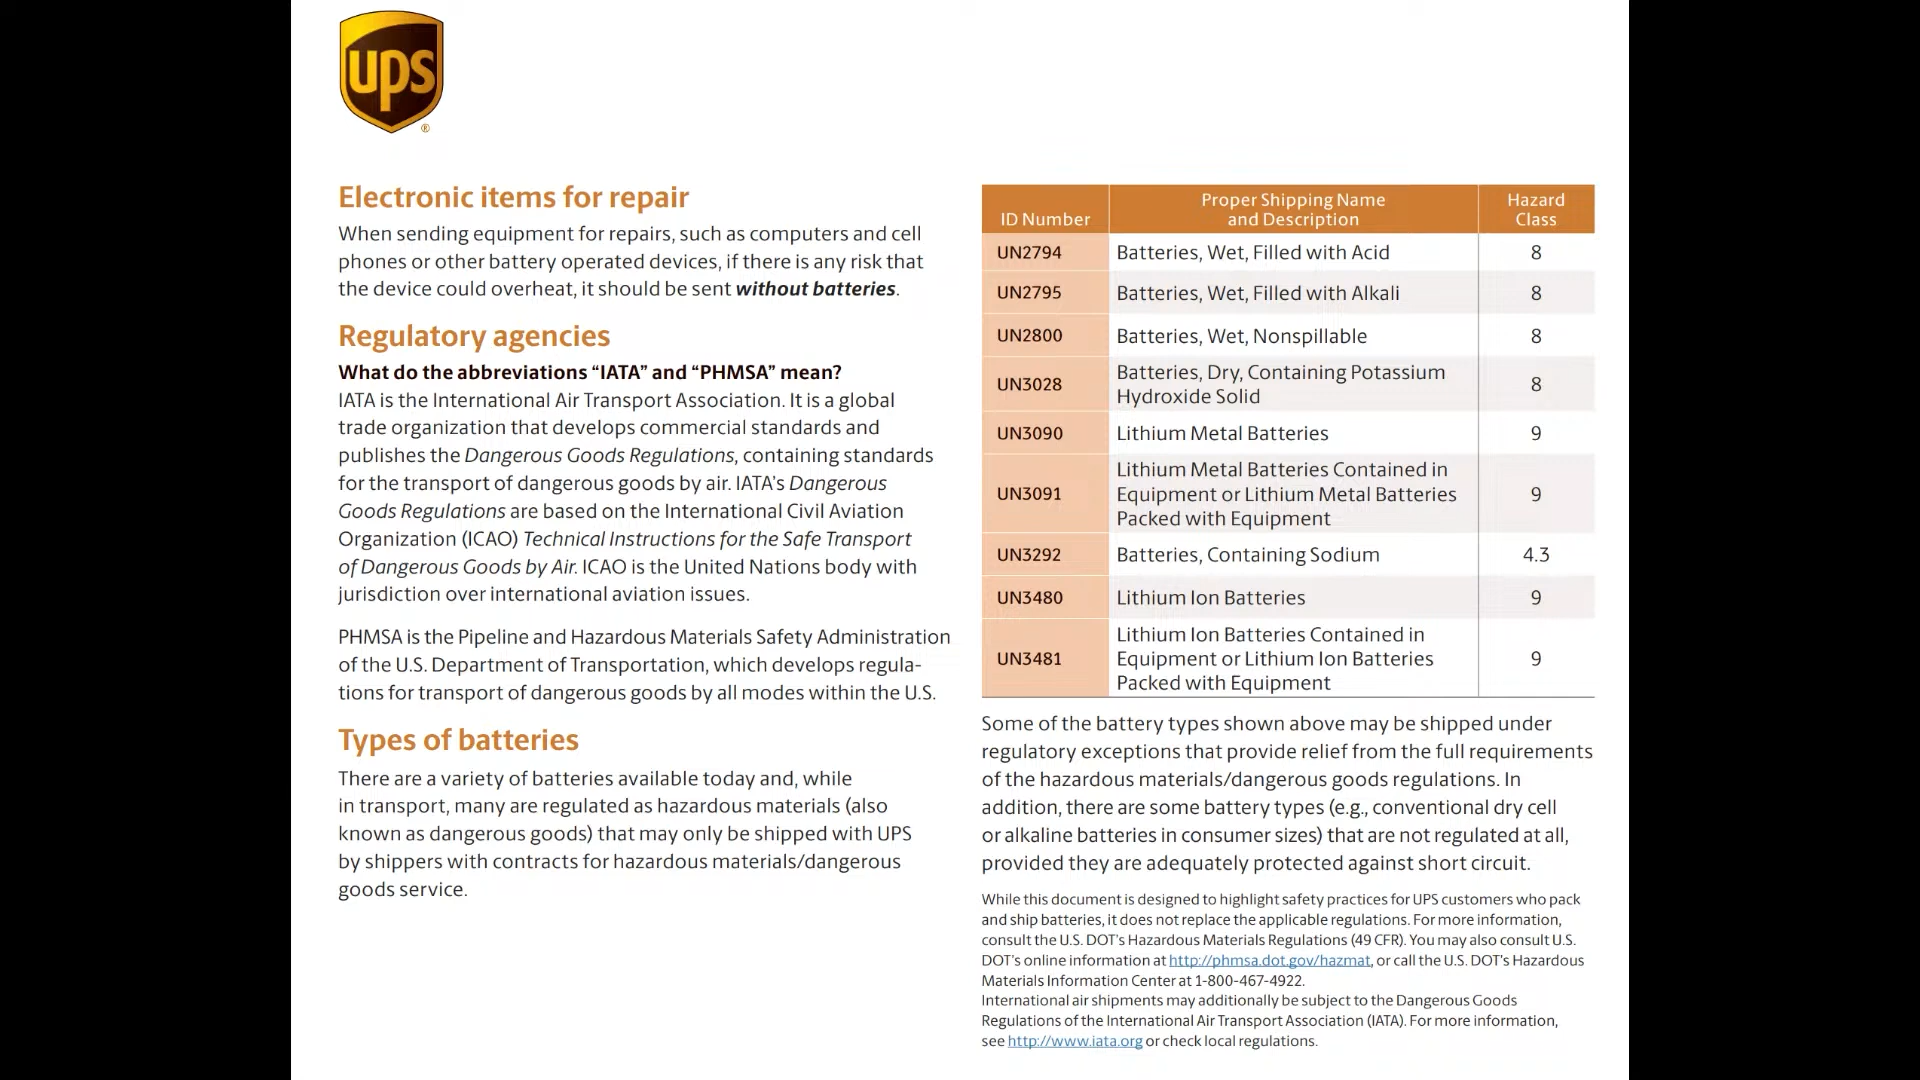 ups
®
Electronic items for repair
When sending equipment for repairs, such as computers and cell
phones or other battery operated devices, if there is any risk that
the device could overheat, it should be sent without batteries.
Regulatory agencies
What do the abbreviations “IATA” and “PHMSA” mean?
IATA is the International Air Transport Association. It is a global
trade organization that develops commercial standards and
publishes the Dangerous Goods Regulations, containing standards
for the transport of dangerous goods by air. IATA’s Dangerous
Goods Regulations are based on the International Civil Aviation
Organization (ICAO) Technical Instructions for the Safe Transport
of Dangerous Goods by Air. ICAO is the United Nations body with
jurisdiction over international aviation issues.
PHMSA is the Pipeline and Hazardous Materials Safety Administration
of the U.S. Department of Transportation, which develops regula-
tions for transport of dangerous goods by all modes within the U.S.
Types of batteries
There are a variety of batteries available today and, while
in transport, many are regulated as hazardous materials (also
known as dangerous goods) that may only be shipped with UPS
by shippers with contracts for hazardous materials/dangerous
goods service.
ID Number
Proper Shipping Name
and Description
Hazard
Class
UN2794 Batteries, Wet, Filled with Acid 8
UN2795 Batteries, Wet, Filled with Alkali 8
UN2800 Batteries, Wet, Nonspillable 8
UN3028
Batteries, Dry, Containing Potassium
Hydroxide Solid
8
UN3090 Lithium Metal Batteries 9
UN3091
Lithium Metal Batteries Contained in
Equipment or Lithium Metal Batteries
Packed with Equipment
9
UN3292 Batteries, Containing Sodium 4.3
UN3480 Lithium Ion Batteries 9
UN3481
Lithium Ion Batteries Contained in
Equipment or Lithium Ion Batteries
Packed with Equipment
9
Some of the battery types shown above may be shipped under
regulatory exceptions that provide relief from the full requirements
of the hazardous materials/dangerous goods regulations. In
addition, there are some battery types (e.g., conventional dry cell
or alkaline batteries in consumer sizes) that are not regulated at all,
provided they are adequately protected against short circuit.
While this document is designed to highlight safety practices for UPS customers who pack
and ship batteries, it does not replace the applicable regulations. For more information,
consult the U.S. DOT’s Hazardous Materials Regulations (49 CFR). You may also consult U.S.
DOT’s online information at http://phmsa.dot.gov/hazmat, or call the U.S. DOT’s Hazardous
Materials Information Center at 1-800-467-4922.
International air shipments may additionally be subject to the Dangerous Goods
Regulations of the International Air Transport Association (IATA). For more information,
see http://www.iata.org or check local regulations.